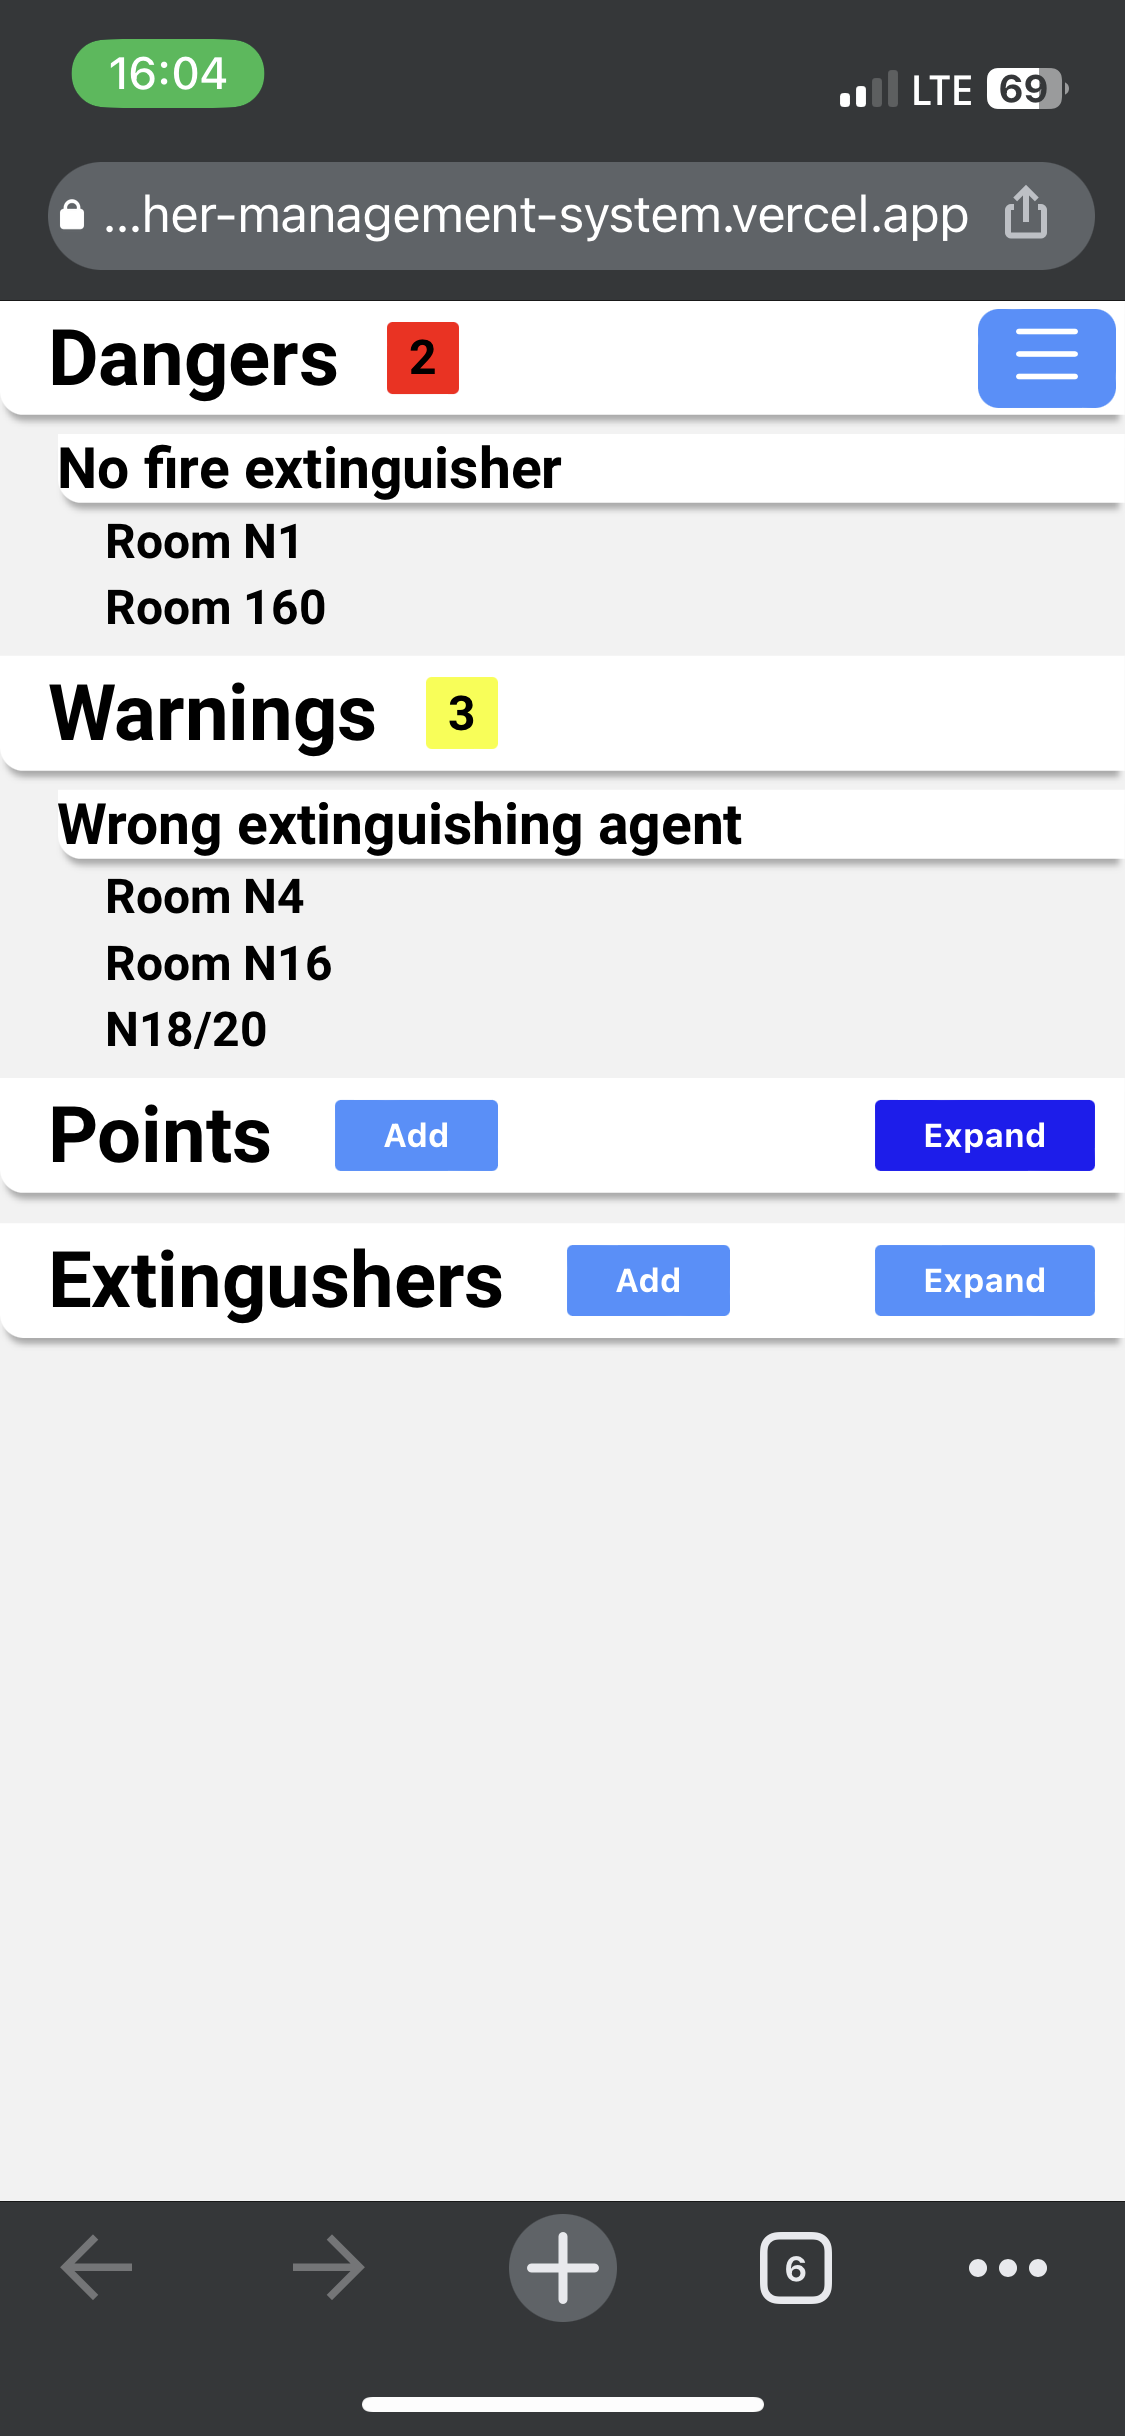 16:04
LTE 69
...her-management-system.vercel.app
Dangers 2
No fire extinguisher
Room N1
Room 160
Warnings 3
Wrong extinguishing agent
Room N4
Room N16
N18/20
Points Add Expand
Extingushers Add Expand
6